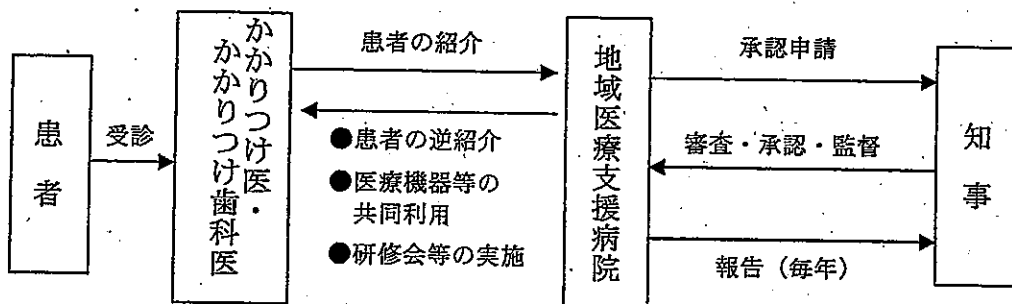 患者
受診
かかりつけ医・
かかりつけ歯科医
患者の紹介
●患者の逆紹介
●医療機器等の
共同利用
●研修会等の実施
地域医療支援病院
承認申請
審査・承認・監督
報告（毎年）
知事